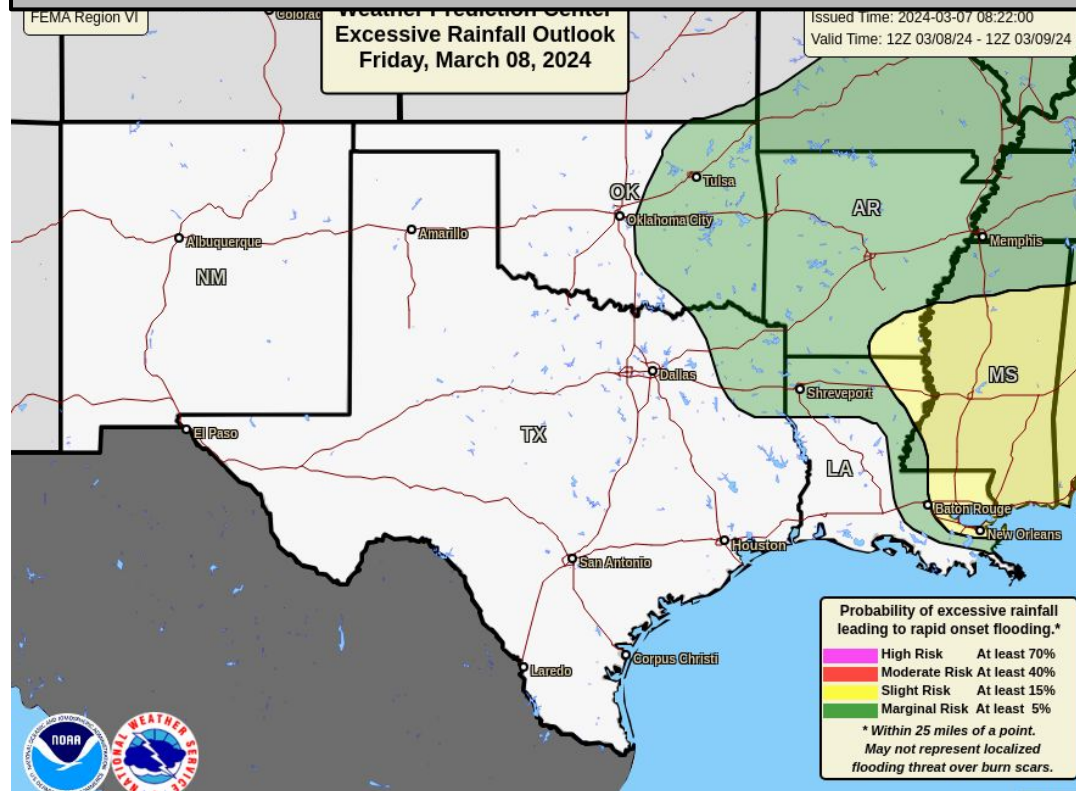 FEMA Region VI
Colorad
Weather Prediction Center
Excessive Rainfall Outlook
Friday, March 08, 2024
Issued Time: 2024-03-07 08:22:00
Valid Time: 12Z 03/08/24 - 12Z 03/09/24
Tulsa
OK
Oklahoma City
AR
Amarillo
Albuquerque
Memphis
NM
Dallas
MS
Shreveport
El Paso
TX
LA
Baton Rouge
New Orleans
Houston
San Antonio
Corpus Christi
Laredo
Probability of excessive rainfall
leading to rapid onset flooding.*
High Risk At least 70%
Moderate Risk At least 40%
Slight Risk At least 15%
Marginal Risk At least 5%
* Within 25 miles of a point.
May not represent localized
flooding threat over burn scars.
NOAA
NATIONAL WEATHER SERVICE